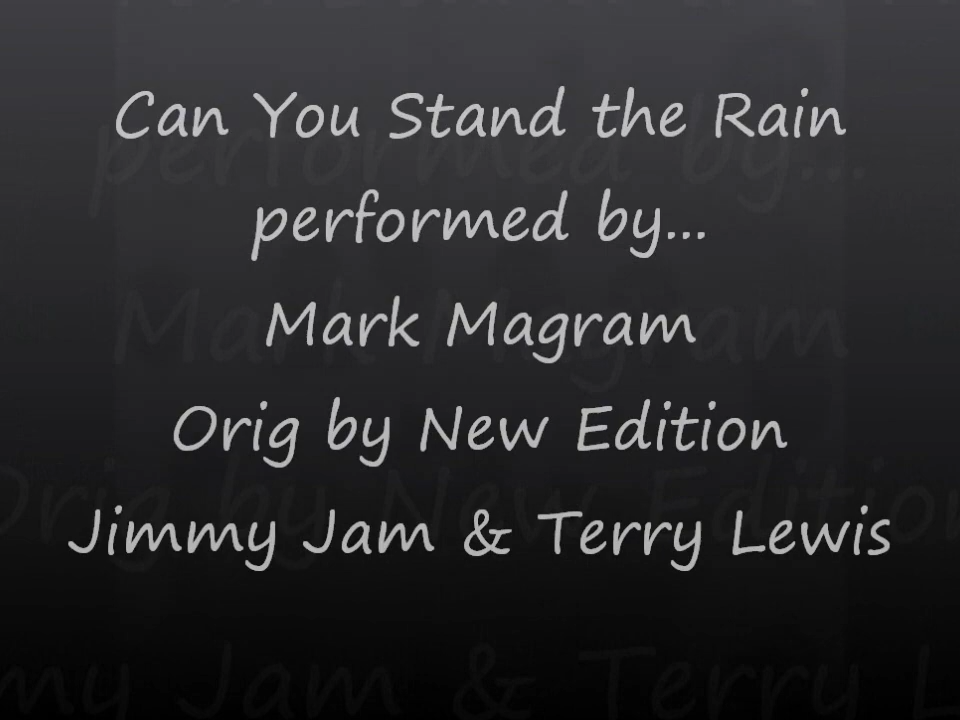 Can You Stand the Rain
performed by...
Mark Magram
Orig by New Edition
Jimmy Jam & Terry Lewis